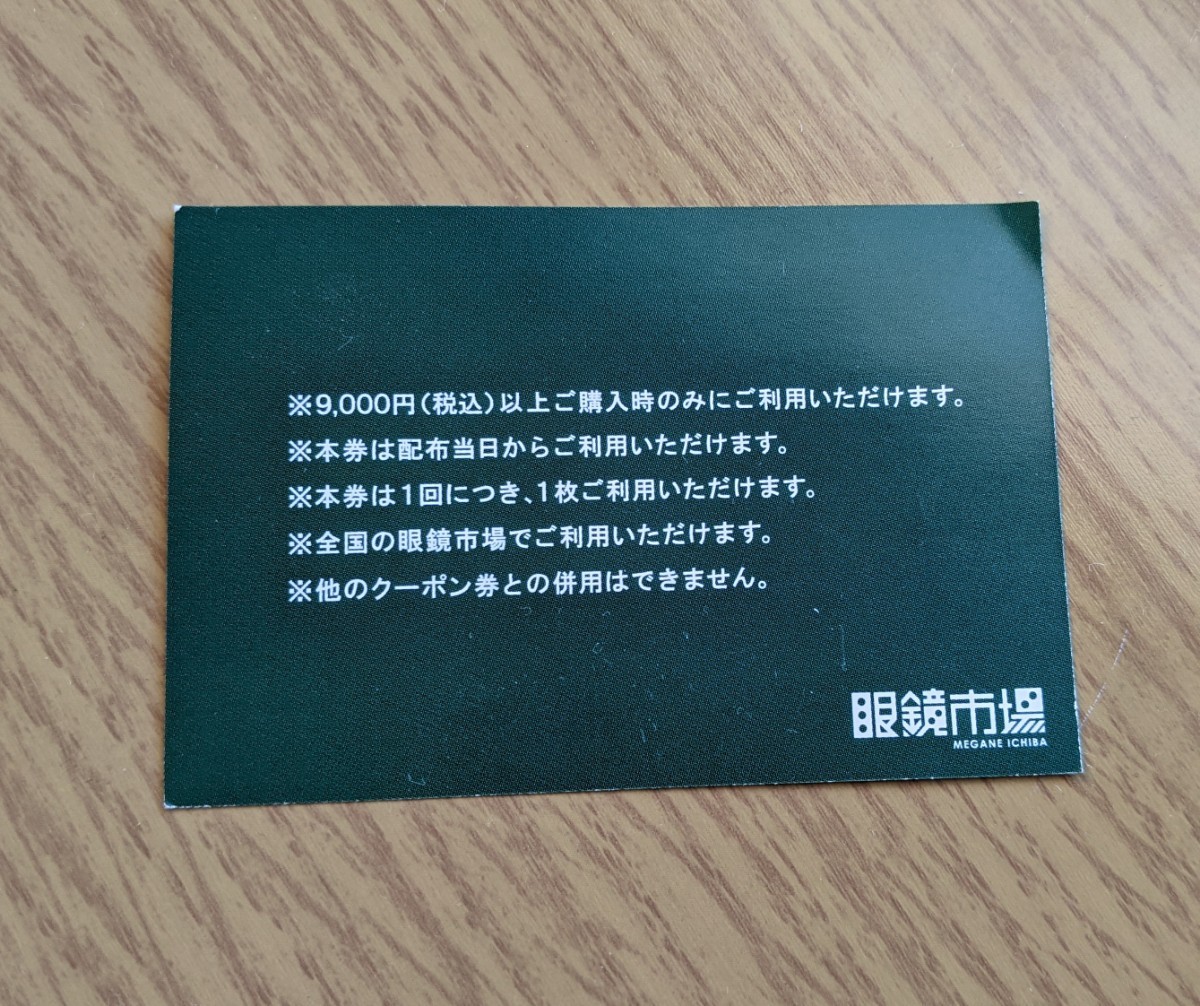 ※9,000円(税込)以上ご購入時のみにご利用いただけます。
※本券は配布当日からご利用いただけます。
※本券は1回につき、1枚ご利用いただけます。
※全国の眼鏡市場でご利用いただけます。
※他のクーポン券との併用はできません。
眼鏡市場
MEGANE ICHIBA